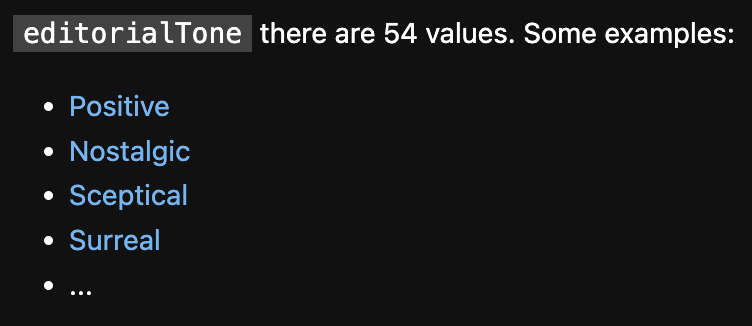 editorialTone there are 54 values. Some examples:
• Positive
• Nostalgic
• Sceptical
• Surreal
• ...